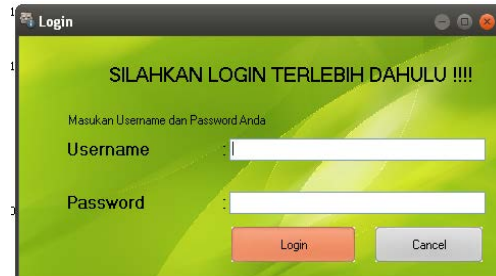 Login
SILAHKAN LOGIN TERLEBIH DAHULU !!!!
Masukan Username dan Password Anda
Username :
Password :
Login Cancel